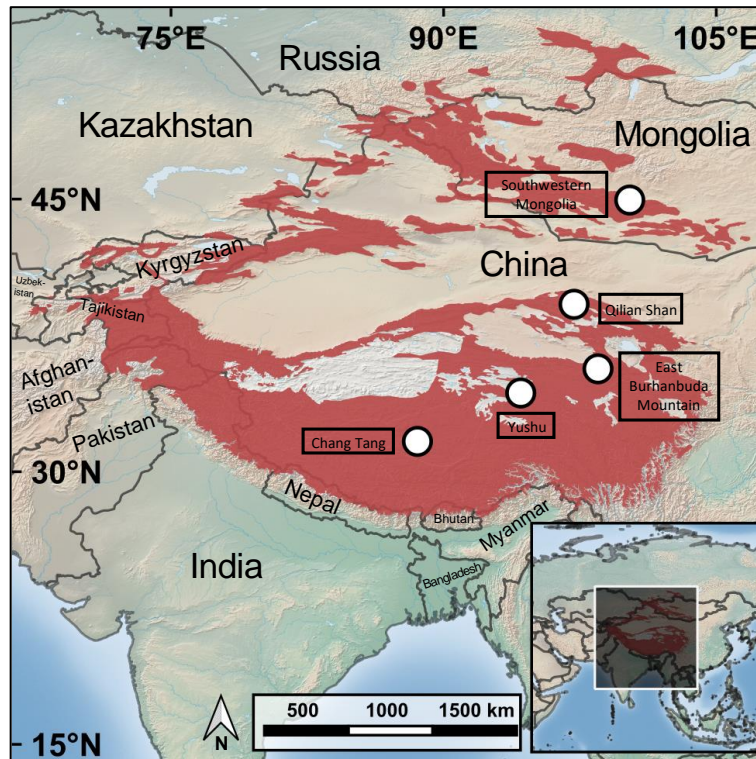 75°E
90°E
105°E
Russia
Kazakhstan
Mongolia
Southwestern
Mongolia
45°N
Kyrgyzstan
China
Uzbek-
istan
Tajikistan
Qilian Shan
Afghan-
istan
East
Burhanbuda
Mountain
Pakistan
Yushu
Chang Tang
30°N
Nepal
Bhutan
Myanmar
India
Bangladesh
N
500 1000 1500 km
15°N